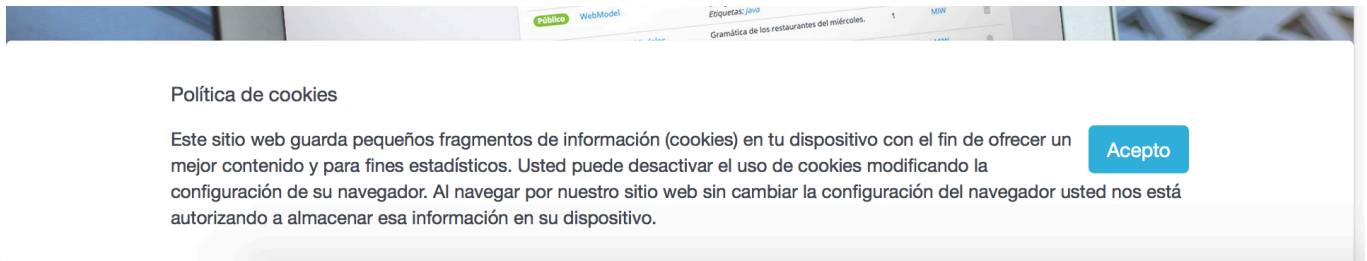 Etiquetas: Java
Público WebModel
Gramática de los restaurantes del miércoles. 1 MIW
Política de cookies
Este sitio web guarda pequeños fragmentos de información (cookies) en tu dispositivo con el fin de ofrecer un
Acepto
mejor contenido y para fines estadísticos. Usted puede desactivar el uso de cookies modificando la
configuración de su navegador. Al navegar por nuestro sitio web sin cambiar la configuración del navegador usted nos está
autorizando a almacenar esa información en su dispositivo.